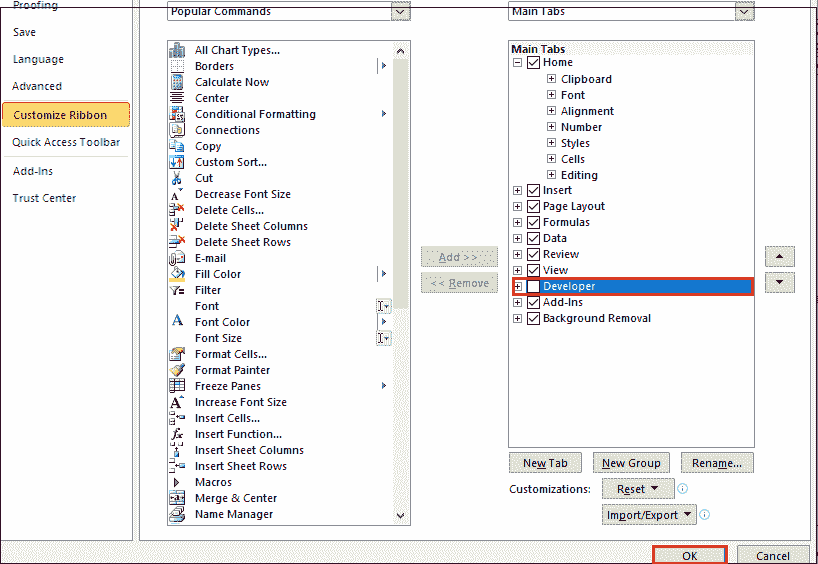 Proofing
Save
Language
Advanced
Customize Ribbon
Quick Access Toolbar
Add-Ins
Trust Center
Popular Commands
All Chart Types...
Borders
Calculate Now
Center
Conditional Formatting
Connections
Copy
Custom Sort...
Cut
Decrease Font Size
Delete Cells...
Delete Sheet Columns
Delete Sheet Rows
E-mail
Fill Color
Filter
Font
Font Color
Font Size
Format Cells...
Format Painter
Freeze Panes
Increase Font Size
Insert Cells...
Insert Function...
Insert Sheet Columns
Insert Sheet Rows
Macros
Merge & Center
Name Manager
Add >>
<< Remove
Main Tabs
Main Tabs
Home
Clipboard
Font
Alignment
Number
Styles
Cells
Editing
Insert
Page Layout
Formulas
Data
Review
View
Developer
Add-Ins
Background Removal
New Tab New Group Rename...
Customizations: Reset
Import/Export
OK Cancel